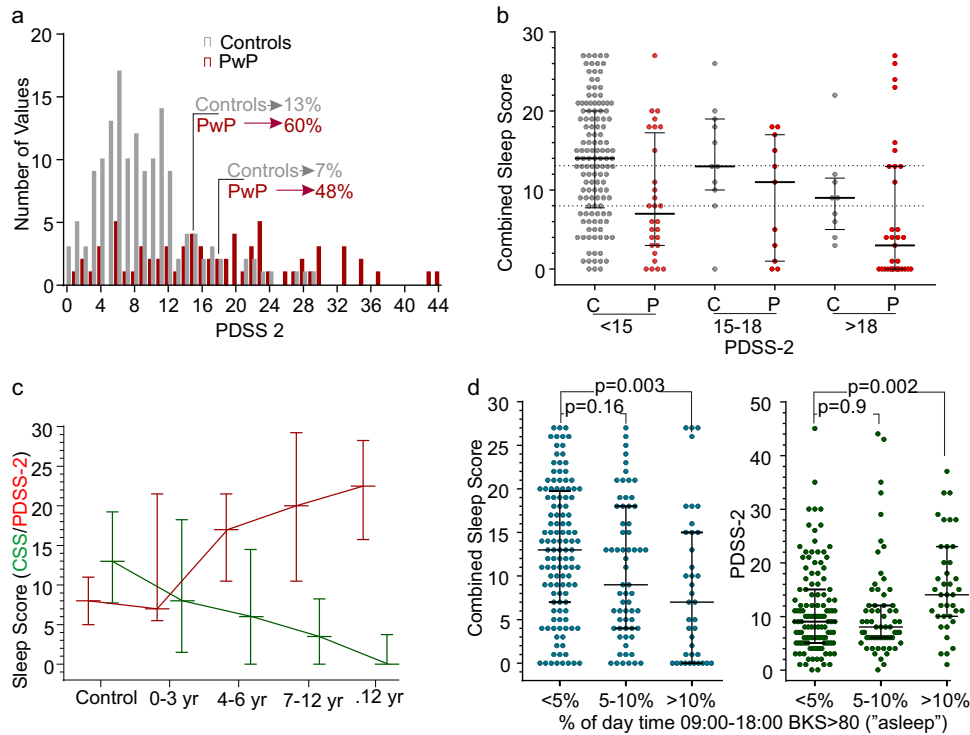 a
20
15
10
5
0
Number of Values
Controls
PwP
Controls 13%
PwP 60%
Controls 7%
PwP 48%
0 4 8 12 16 20 24 28 32 36 40 44
PDSS 2
b
30
20
10
0
Combined Sleep Score
C P C P C P
<15 15-18 >18
PDSS-2
c
30
25
20
15
10
5
0
Sleep Score (CSS/PDSS-2)
Control 0-3 yr 4-6 yr 7-12 yr .12 yr
d
p=0.003
p=0.16
30
25
20
15
10
5
0
Combined Sleep Score
<5% 5-10% >10%
p=0.002
p=0.9
50
40
30
20
10
0
PDSS-2
<5% 5-10% >10%
% of day time 09:00-18:00 BKS>80 ("asleep")